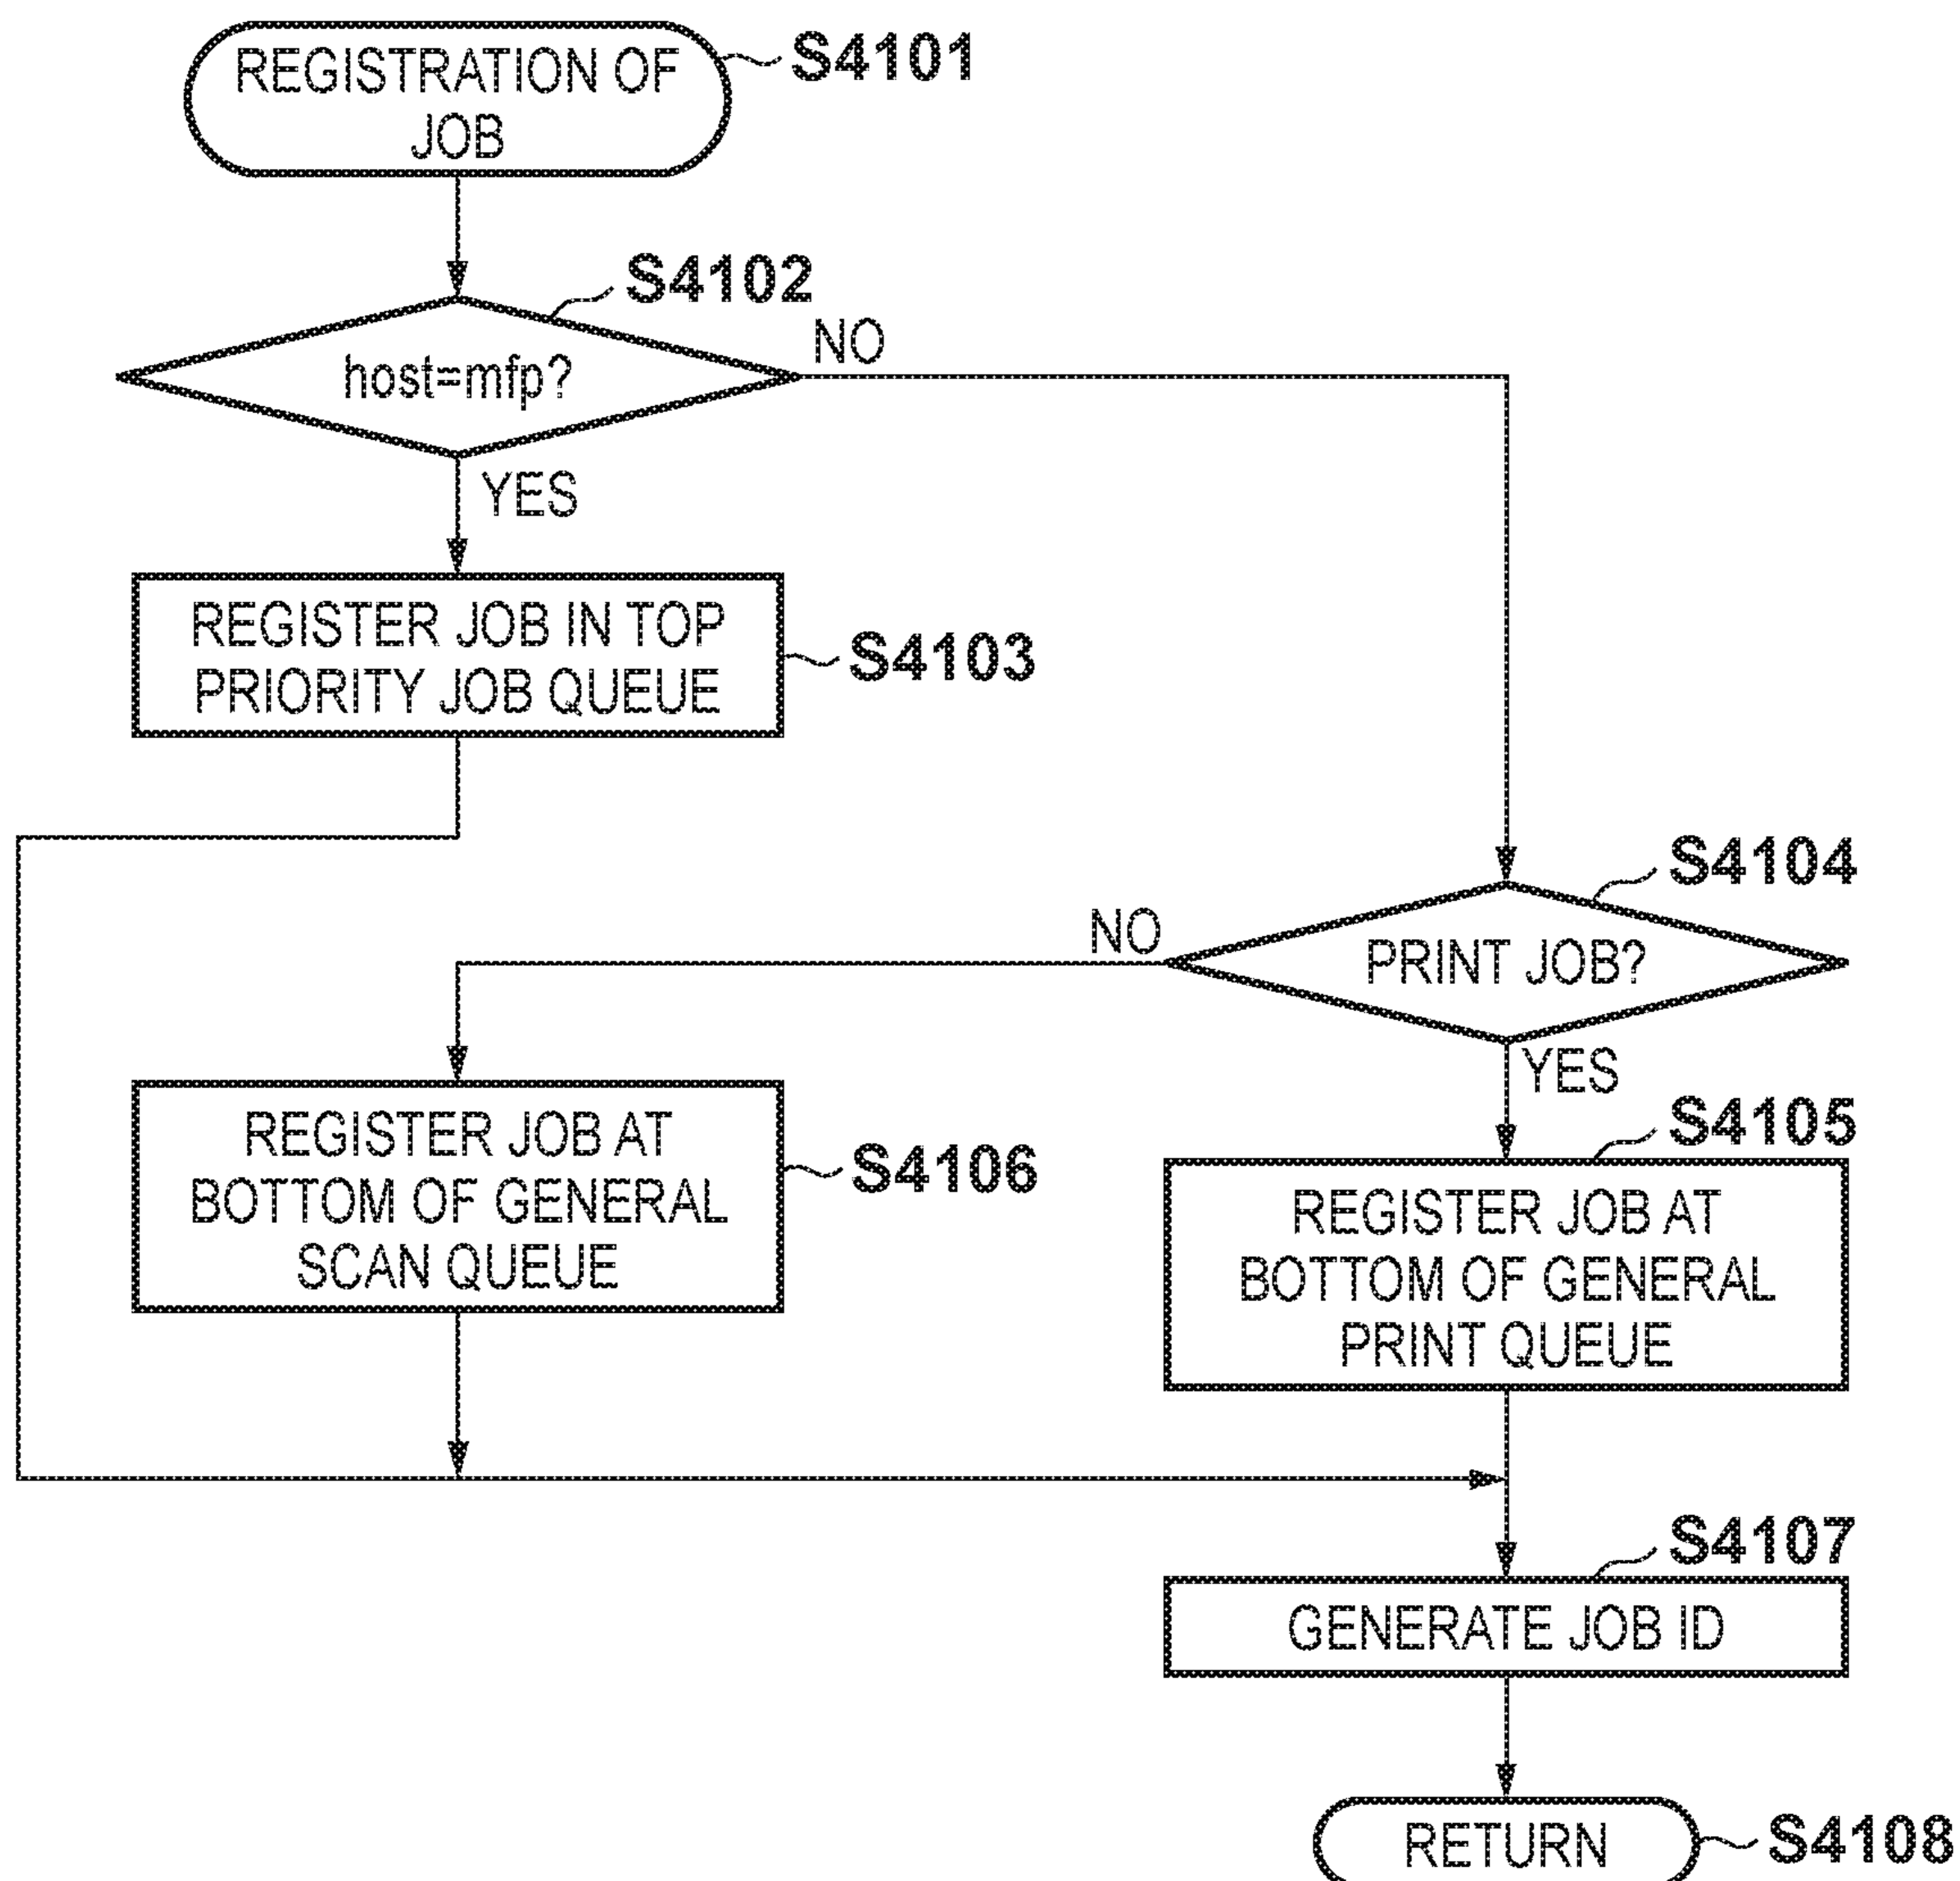 REGISTRATION OF
JOB
S4101
S4102
host=mfp?
NO
YES
REGISTER JOB IN TOP
PRIORITY JOB QUEUE
S4103
S4104
PRINT JOB?
NO
YES
REGISTER JOB AT
BOTTOM OF GENERAL
SCAN QUEUE
S4106
S4105
REGISTER JOB AT
BOTTOM OF GENERAL
PRINT QUEUE
S4107
GENERATE JOB ID
RETURN
S4108